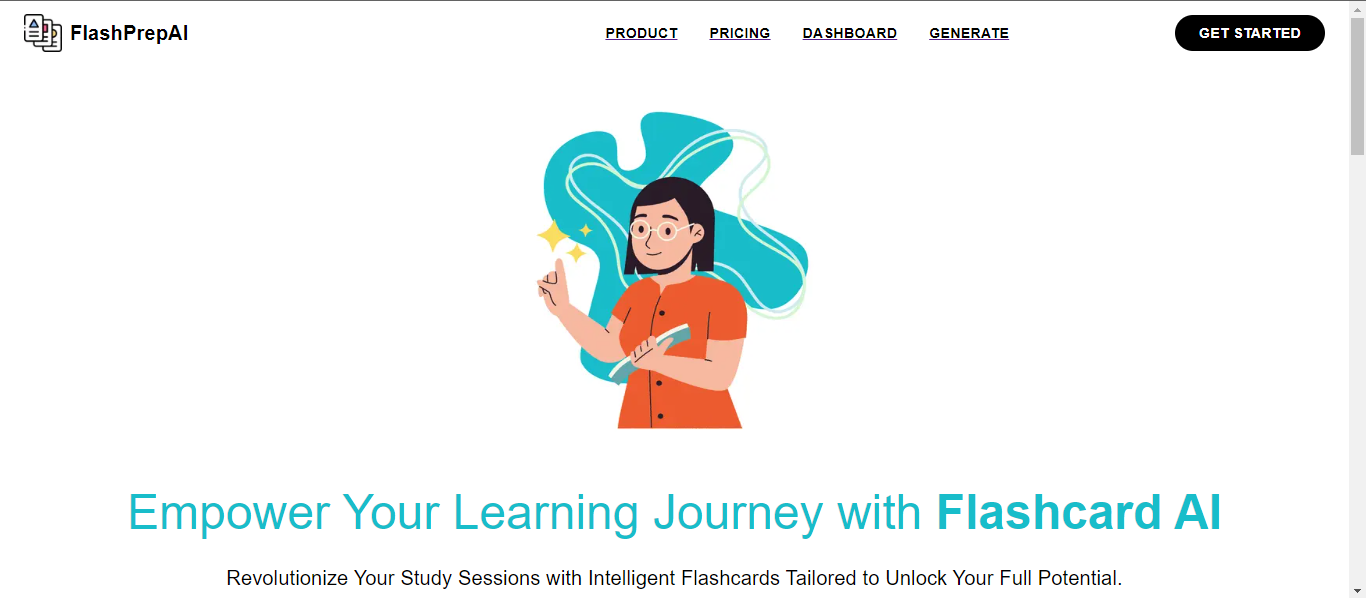 FlashPrepAI
PRODUCT PRICING DASHBOARD GENERATE
GET STARTED
Empower Your Learning Journey with Flashcard AI
Revolutionize Your Study Sessions with Intelligent Flashcards Tailored to Unlock Your Full Potential.